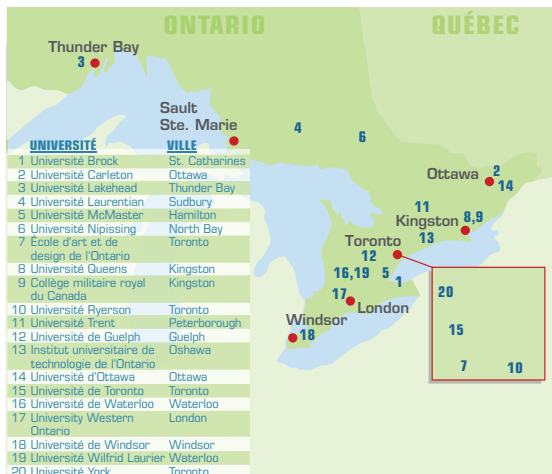 ONTARIO QUÉBEC
Thunder Bay
3
Sault
Ste. Marie
4
6
UNIVERSITÉ VILLE
1 Université Brock St. Catharines
2 Université Carleton Ottawa
3 Université Lakehead Thunder Bay
4 Université Laurentian Sudbury
5 Université McMaster Hamilton
6 Université Nipissing North Bay
7 École d'art et de Toronto
design de l'Ontario
8 Université Queens Kingston
9 Collège militaire royal Kingston
du Canada
10 Université Ryerson Toronto
11 Université Trent Peterborough
12 Université de Guelph Guelph
13 Institut universitaire de Oshawa
technologie de l'Ontario
14 Université d'Ottawa Ottawa
15 Université de Toronto Toronto
16 Université de Waterloo Waterloo
17 University Western London
Ontario
18 Université de Windsor Windsor
19 Université Wilfrid Laurier Waterloo
20 Université York Toronto
Ottawa 2
14
11
Kingston 8,9
13
Toronto
12
16,19 5
1
17
London
Windsor
18
20
15
7 10